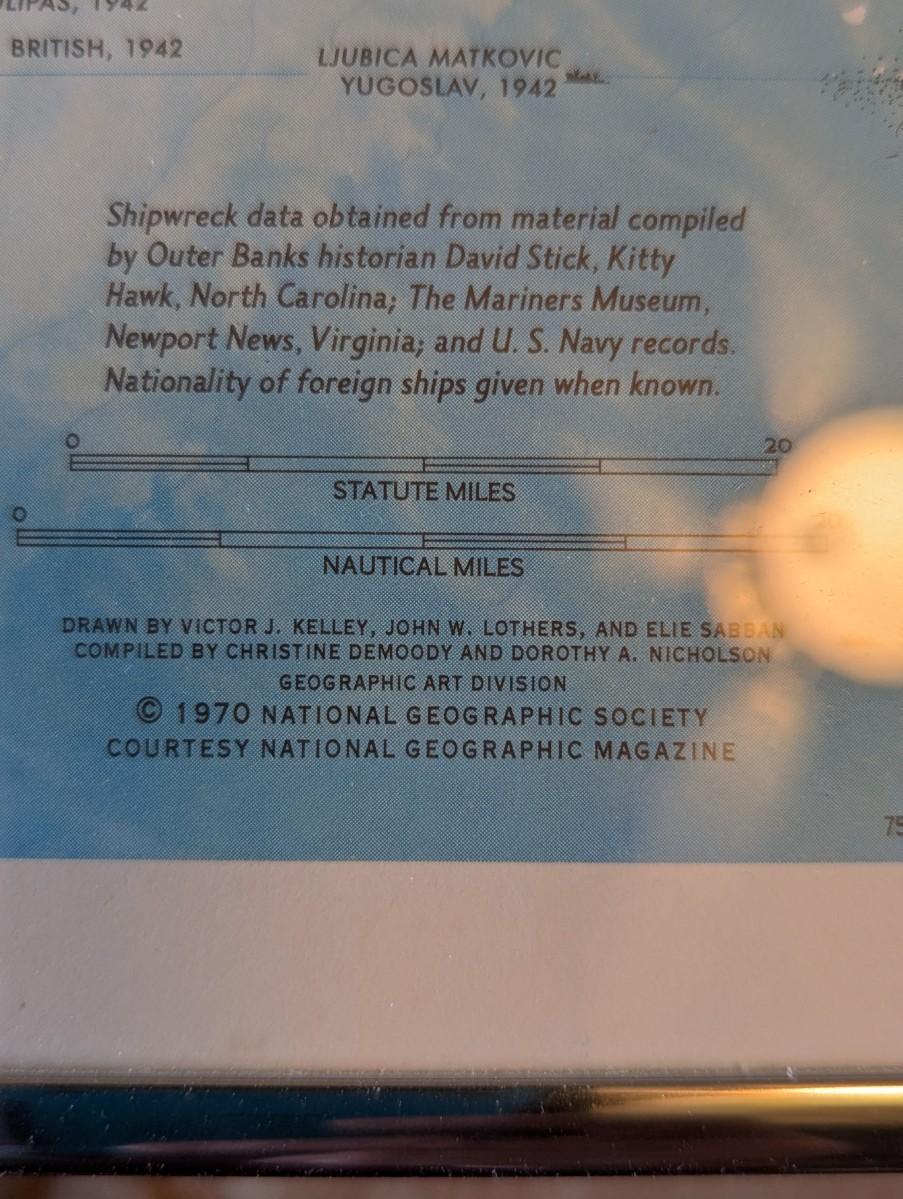 1942
BRITISH, 1942
LJUBICA MATKOVIC
YUGOSLAV, 1942
Shipwreck data obtained from material compiled
by Outer Banks historian David Stick, Kitty
Hawk, North Carolina; The Mariners Museum,
Newport News, Virginia; and U. S. Navy records.
Nationality of foreign ships given when known.
0 20
STATUTE MILES
0 20
NAUTICAL MILES
DRAWN BY VICTOR J. KELLEY, JOHN W. LOTHERS, AND ELIE SABBAN
COMPILED BY CHRISTINE DEMOODY AND DOROTHY A. NICHOLSON
GEOGRAPHIC ART DIVISION
© 1970 NATIONAL GEOGRAPHIC SOCIETY
COURTESY NATIONAL GEOGRAPHIC MAGAZINE